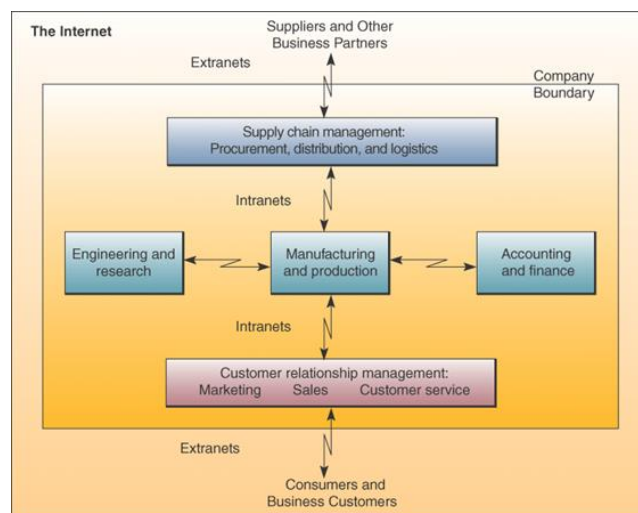 The Internet
Suppliers and Other
Business Partners
Extranets
Company
Boundary
Supply chain management:
Procurement, distribution, and logistics
Intranets
Engineering and
research
Manufacturing
and production
Accounting
and finance
Intranets
Customer relationship management:
Marketing Sales Customer service
Extranets
Consumers and
Business Customers